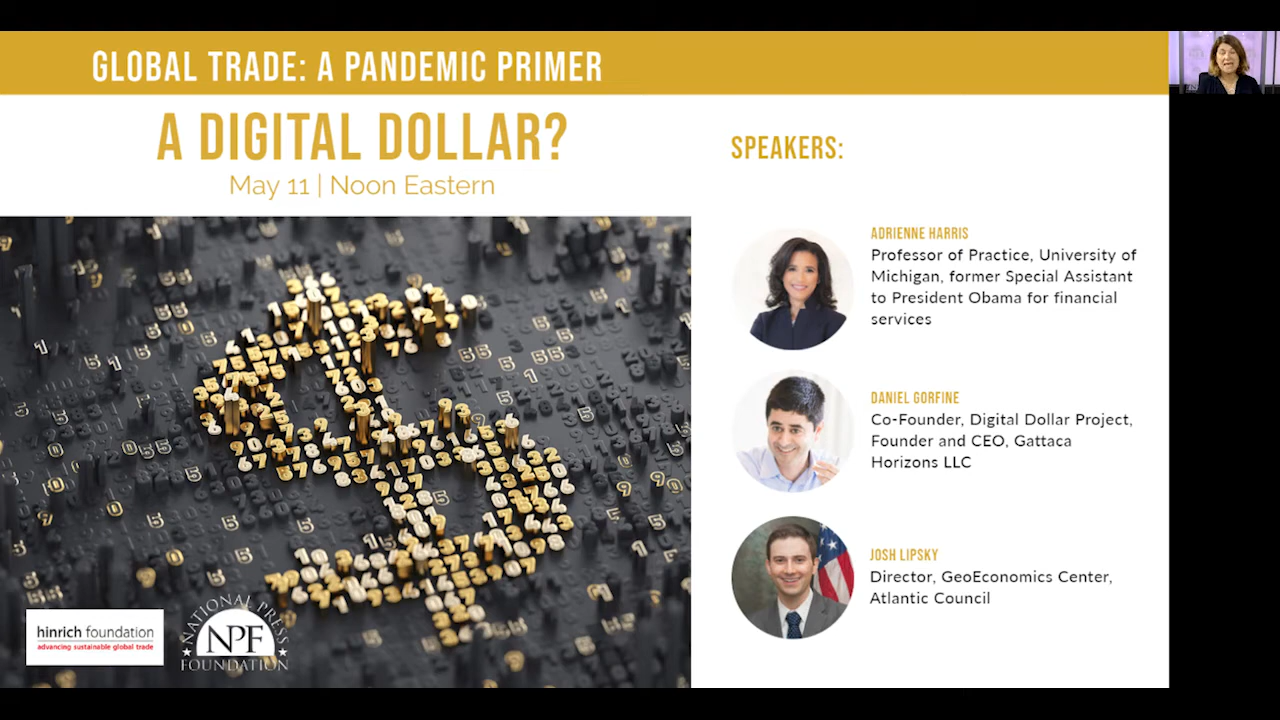 GLOBAL TRADE: A PANDEMIC PRIMER
A DIGITAL DOLLAR?
May 11 | Noon Eastern
SPEAKERS:
ADRIENNE HARRIS
Professor of Practice, University of
Michigan, former Special Assistant
to President Obama for financial
services
DANIEL GORFINE
Co-Founder, Digital Dollar Project,
Founder and CEO, Gattaca
Horizons LLC
JOSH LIPSKY
Director, GeoEconomics Center,
Atlantic Council
hinrich foundation
advancing sustainable global trade
NATIONAL PRESS
NPF
FOUNDATION